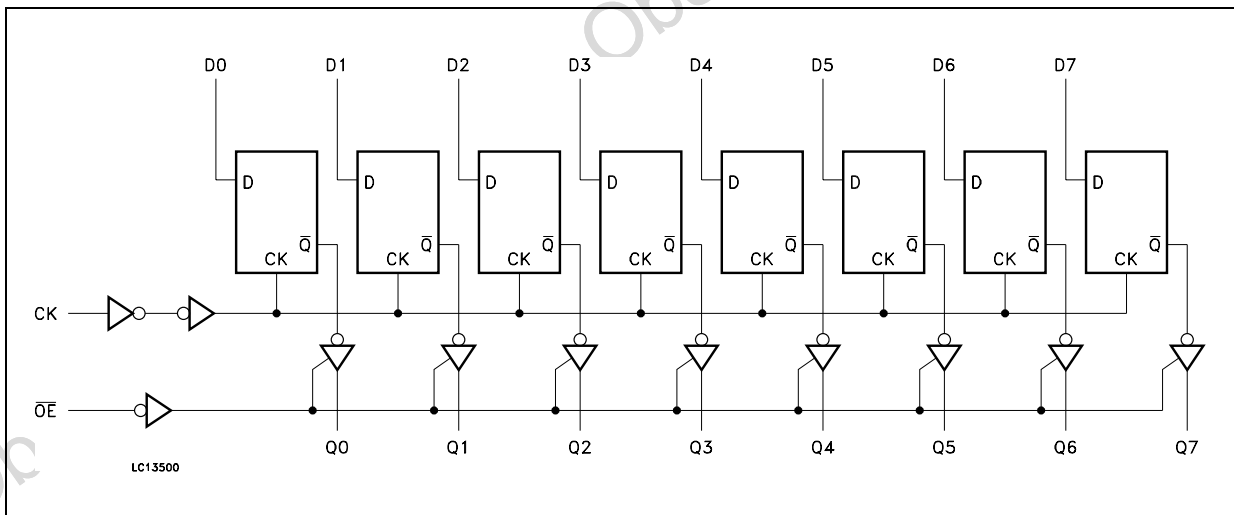 Obs
D0 D1 D2 D3 D4 D5 D6 D7
D D D D D D D D
Q̅ Q̅ Q̅ Q̅ Q̅ Q̅ Q̅ Q̅
CK CK CK CK CK CK CK CK
CK
O̅E̅
Q0 Q1 Q2 Q3 Q4 Q5 Q6 Q7
LC13500